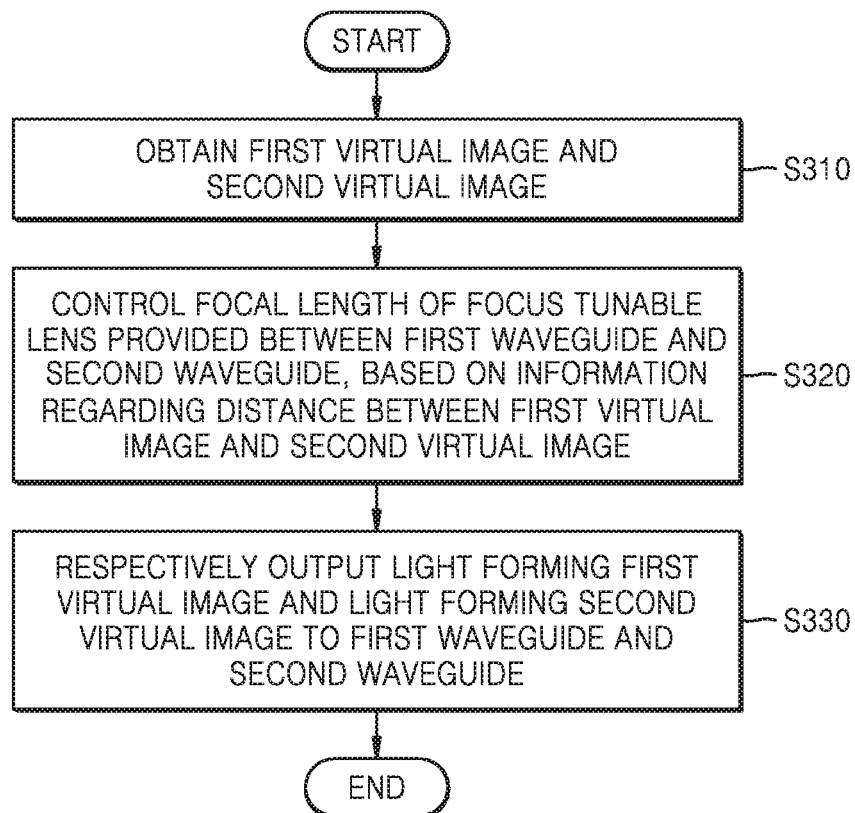 START
OBTAIN FIRST VIRTUAL IMAGE AND
SECOND VIRTUAL IMAGE
S310
CONTROL FOCAL LENGTH OF FOCUS TUNABLE
LENS PROVIDED BETWEEN FIRST WAVEGUIDE AND
SECOND WAVEGUIDE, BASED ON INFORMATION
REGARDING DISTANCE BETWEEN FIRST VIRTUAL
IMAGE AND SECOND VIRTUAL IMAGE
S320
RESPECTIVELY OUTPUT LIGHT FORMING FIRST
VIRTUAL IMAGE AND LIGHT FORMING SECOND
VIRTUAL IMAGE TO FIRST WAVEGUIDE AND
SECOND WAVEGUIDE
S330
END